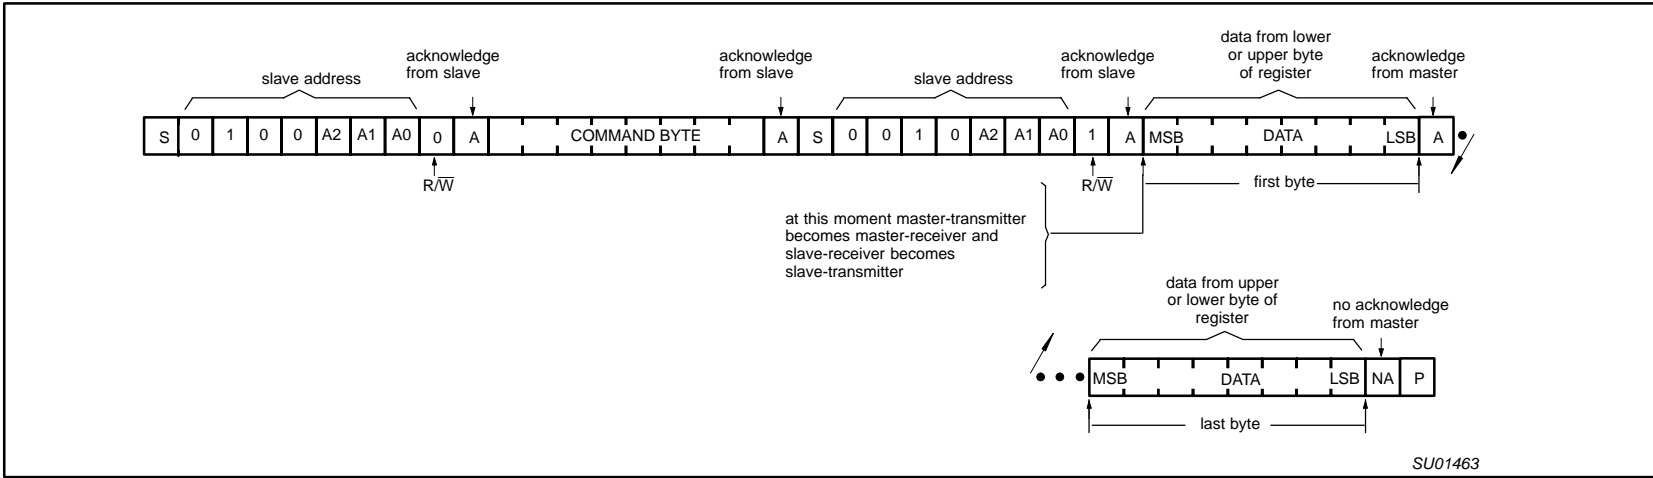 slave address
acknowledge
from slave
acknowledge
from slave
slave address
acknowledge
from slave
data from lower
or upper byte
of register
acknowledge
from master
S 0 1 0 0 A2 A1 A0 0 A COMMAND BYTE A S 0 0 1 0 A2 A1 A0 1 A MSB DATA LSB A
R/W̅
R/W̅
first byte
at this moment master-transmitter
becomes master-receiver and
slave-receiver becomes
slave-transmitter
data from upper
or lower byte of
register
no acknowledge
from master
MSB DATA LSB NA P
last byte
SU01463